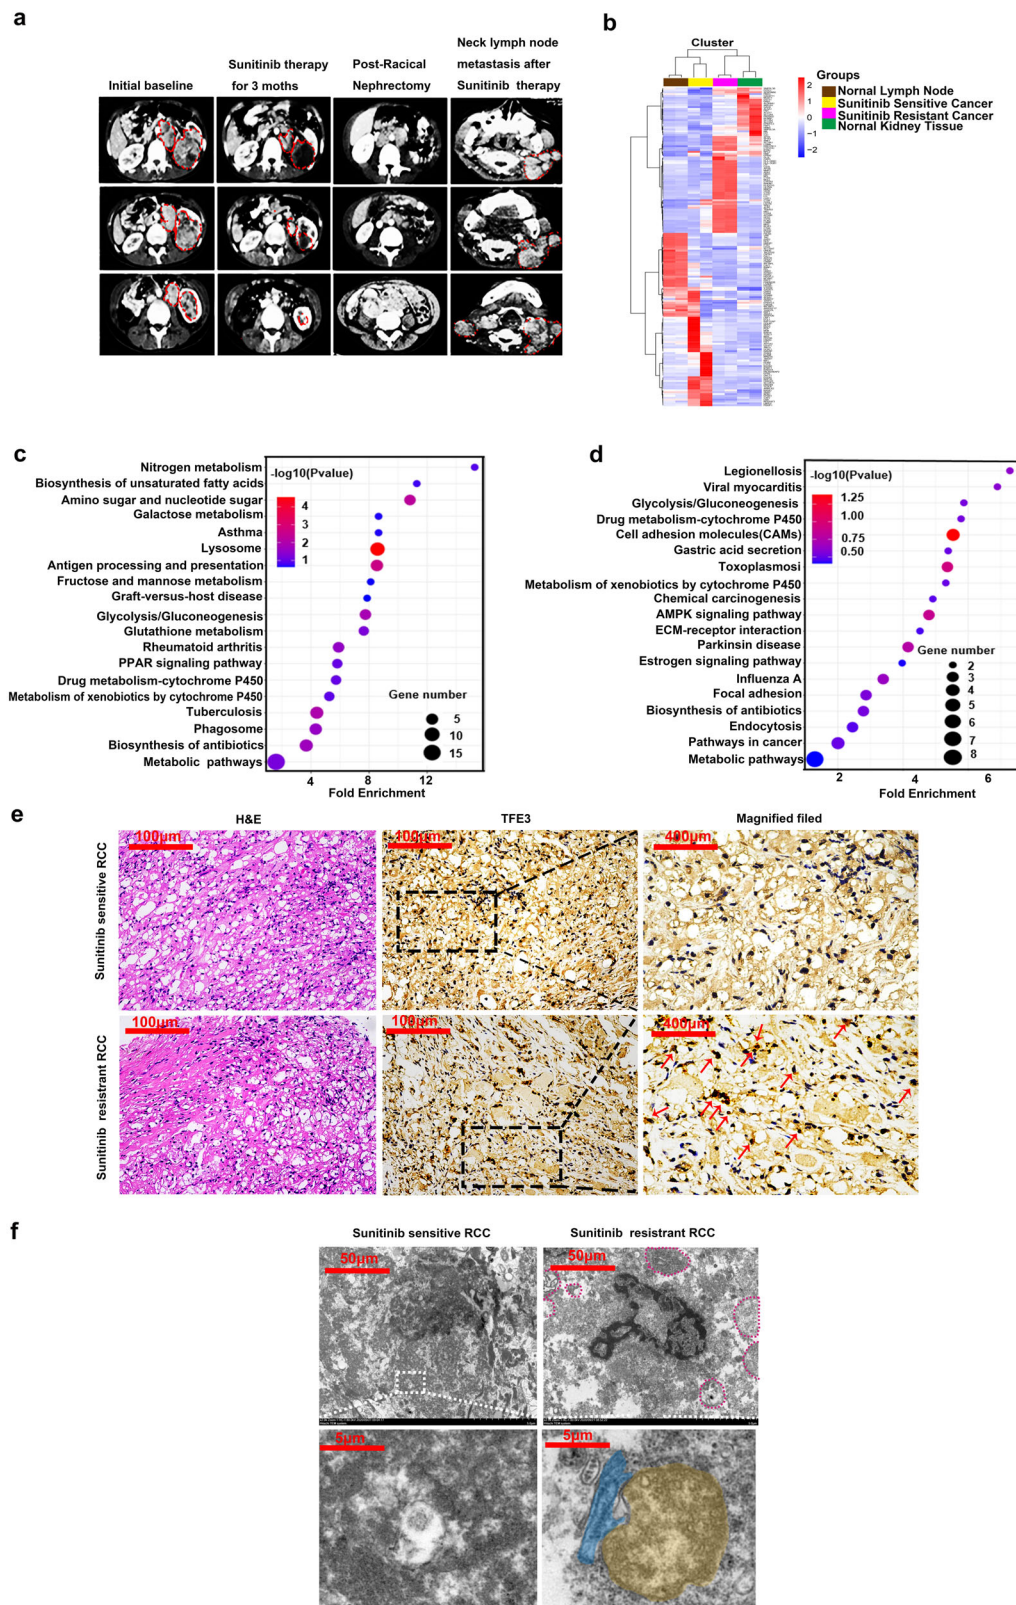 a
Initial baseline
Sunitinib therapy
for 3 moths
Post-Racical
Nephrectomy
Neck lymph node
metastasis after
Sunitinib therapy
b
Cluster
2
1
0
−1
−2
Groups
Nornal Lymph Node
Sunitinib Sensitive Cancer
Sunitinib Resistant Cancer
Nornal Kidney Tissue
c
Nitrogen metabolism
Biosynthesis of unsaturated fatty acids
Amino sugar and nucleotide sugar
Galactose metabolism
Asthma
Lysosome
Antigen processing and presentation
Fructose and mannose metabolism
Graft-versus-host disease
Glycolysis/Gluconeogenesis
Glutathione metabolism
Rheumatoid arthritis
PPAR signaling pathway
Drug metabolism-cytochrome P450
Metabolism of xenobiotics by cytochrome P450
Tuberculosis
Phagosome
Biosynthesis of antibiotics
Metabolic pathways
-log10(Pvalue)
4
3
2
1
Gene number
5
10
15
4 8 12
Fold Enrichment
d
Legionellosis
Viral myocarditis
Glycolysis/Gluconeogenesis
Drug metabolism-cytochrome P450
Cell adhesion molecules(CAMs)
Gastric acid secretion
Toxoplasmosi
Metabolism of xenobiotics by cytochrome P450
Chemical carcinogenesis
AMPK signaling pathway
ECM-receptor interaction
Parkinsin disease
Estrogen signaling pathway
Influenza A
Focal adhesion
Biosynthesis of antibiotics
Endocytosis
Pathways in cancer
Metabolic pathways
-log10(Pvalue)
1.25
1.00
0.75
0.50
Gene number
2
3
4
5
6
7
8
2 4 6
Fold Enrichment
e
H&E TFE3 Magnified filed
Sunitinib sensitive RCC
100μm 100μm 400μm
Sunitinib resistrant RCC
100μm 100μm 400μm
f
Sunitinib sensitive RCC Sunitinib resistrant RCC
50μm 50μm
5μm 5μm